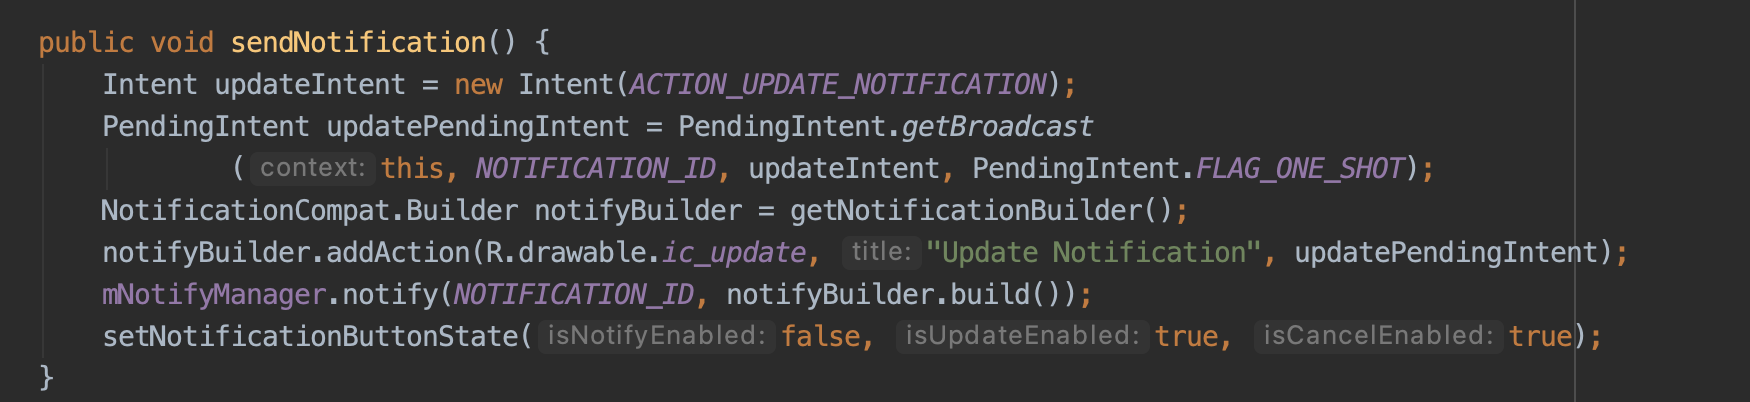 public void sendNotification() {
Intent updateIntent = new Intent(ACTION_UPDATE_NOTIFICATION);
PendingIntent updatePendingIntent = PendingIntent.getBroadcast
( context: this, NOTIFICATION_ID, updateIntent, PendingIntent.FLAG_ONE_SHOT);
NotificationCompat.Builder notifyBuilder = getNotificationBuilder();
notifyBuilder.addAction(R.drawable.ic_update, title: "Update Notification", updatePendingIntent);
mNotifyManager.notify(NOTIFICATION_ID, notifyBuilder.build());
setNotificationButtonState( isNotifyEnabled: false, isUpdateEnabled: true, isCancelEnabled: true);
}